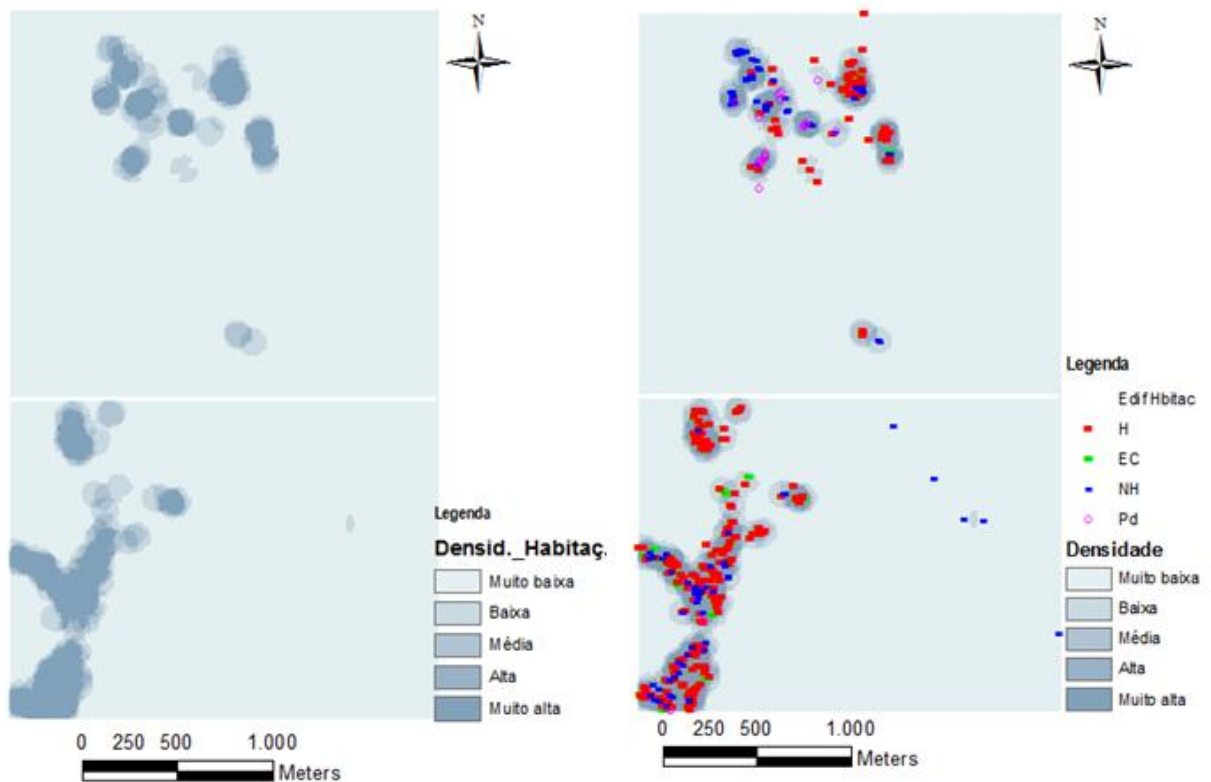 N
Legenda
Densid._Habitaç.
Muito baixa
Baixa
Média
Alta
Muito alta
0 250 500 1.000
Meters
N
Legenda
Edif Hbitac
H
EC
NH
Pd
Densidade
Muito baixa
Baixa
Média
Alta
Muito alta
0 250 500 1.000
Meters